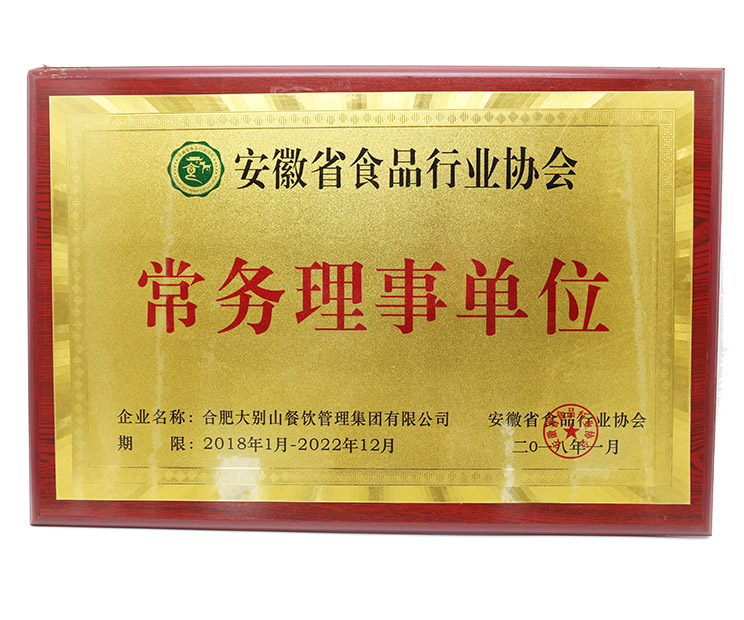 安徽省食品行业协会
常务理事单位
企业名称：合肥大别山餐饮管理集团有限公司
期　　限：2018年1月-2022年12月
安徽省食品行业协会
二O一八年一月